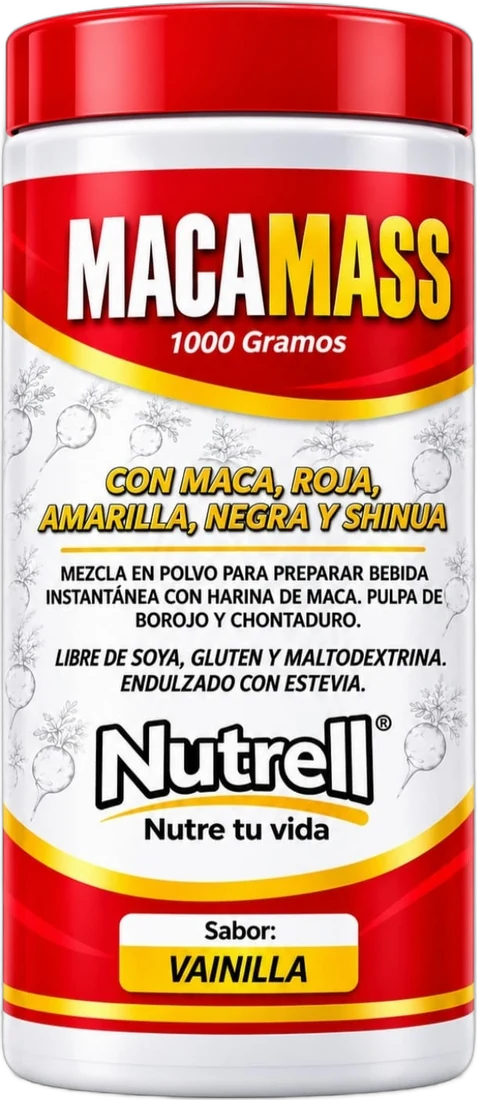 MACAMASS
1000 Gramos
CON MACA, ROJA,
AMARILLA, NEGRA Y SHINUA
MEZCLA EN POLVO PARA PREPARAR BEBIDA
INSTANTÁNEA CON HARINA DE MACA. PULPA DE
BOROJO Y CHONTADURO.
LIBRE DE SOYA, GLUTEN Y MALTODEXTRINA.
ENDULZADO CON ESTEVIA.
Nutrell®
Nutre tu vida
Sabor:
VAINILLA